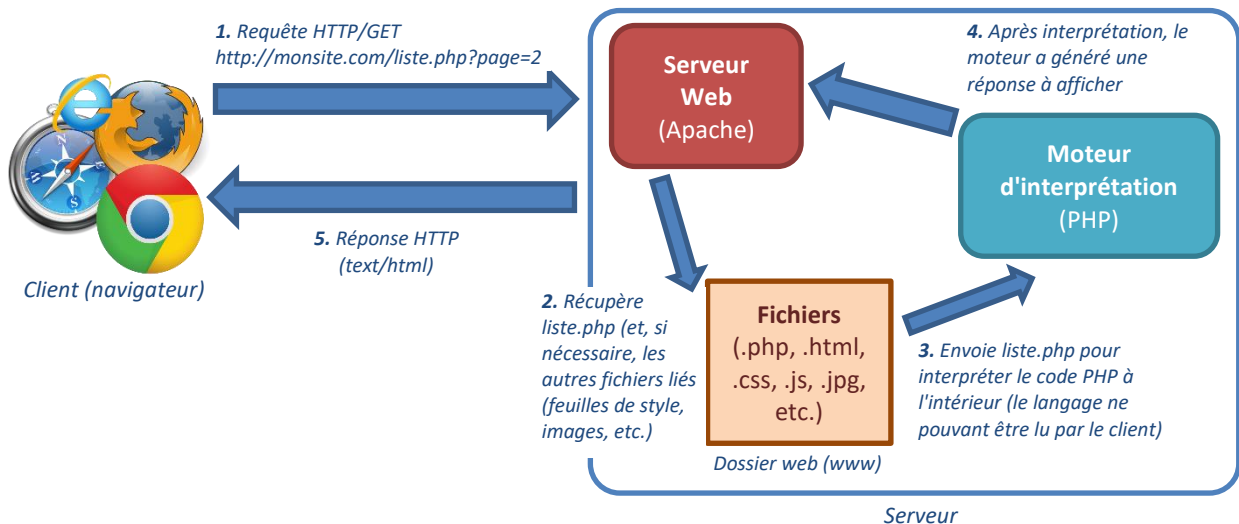 1. Requête HTTP/GET
http://monsite.com/liste.php?page=2
Serveur
Web
(Apache)
4. Après interprétation, le
moteur a généré une
réponse à afficher
Moteur
d'interprétation
(PHP)
5. Réponse HTTP
(text/html)
Client (navigateur)
2. Récupère
liste.php (et, si
nécessaire, les
autres fichiers liés
(feuilles de style,
images, etc.)
Fichiers
(.php, .html,
.css, .js, .jpg,
etc.)
Dossier web (www)
3. Envoie liste.php pour
interpréter le code PHP à
l'intérieur (le langage ne
pouvant être lu par le client)
Serveur